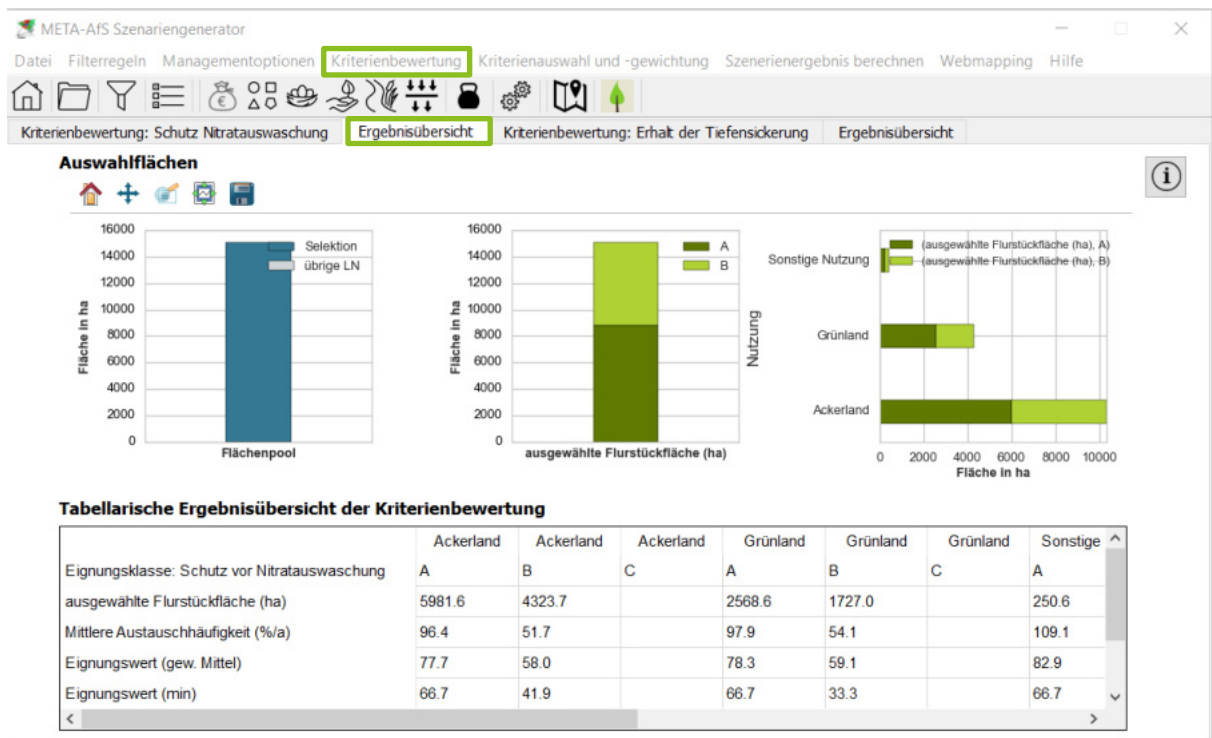 META-AfS Szenariengenerator
Datei Filterregeln Managementoptionen Kriterienbewertung Kriterienauswahl und -gewichtung Szenerienergebnis berechnen Webmapping Hilfe
Kriterienbewertung: Schutz Nitratauswaschung Ergebnisübersicht Kriterienbewertung: Erhalt der Tiefensickerung Ergebnisübersicht
Auswahlflächen
16000
14000
12000
10000
8000
6000
4000
2000
0
Fläche in ha
Selektion
übrige LN
Flächenpool
16000
14000
12000
10000
8000
6000
4000
2000
0
Fläche in ha
A
B
ausgewählte Flurstückfläche (ha)
Nutzung
Sonstige Nutzung
Grünland
Ackerland
(ausgewählte Flurstückfläche (ha), A)
(ausgewählte Flurstückfläche (ha), B)
0 2000 4000 6000 8000 10000
Fläche in ha
Tabellarische Ergebnisübersicht der Kriterienbewertung
Ackerland Ackerland Ackerland Grünland Grünland Grünland Sonstige
Eignungsklasse: Schutz vor Nitratauswaschung A B C A B C A
ausgewählte Flurstückfläche (ha) 5981.6 4323.7 2568.6 1727.0 250.6
Mittlere Austauschhäufigkeit (%/a) 96.4 51.7 97.9 54.1 109.1
Eignungswert (gew. Mittel) 77.7 58.0 78.3 59.1 82.9
Eignungswert (min) 66.7 41.9 66.7 33.3 66.7